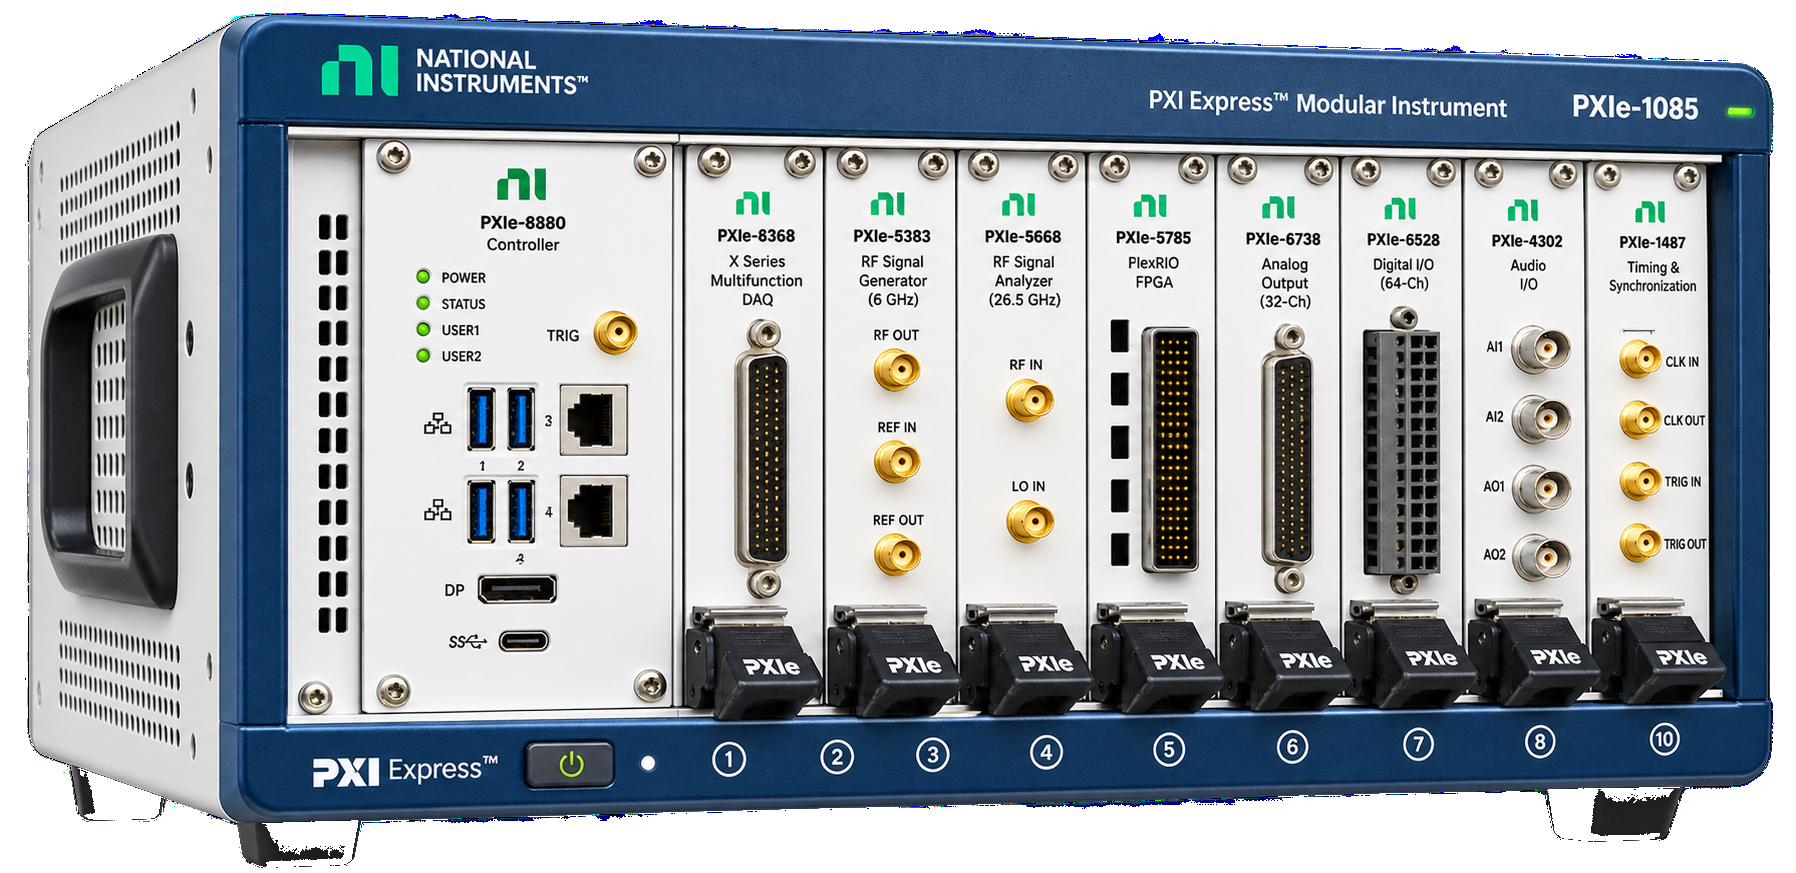 NATIONAL
INSTRUMENTS™
PXI Express™ Modular Instrument
PXIe-1085
PXIe-8880
Controller
POWER
STATUS
USER1
USER2
TRIG
3
1 2
4
DP
SS
PXIe-8368
X Series
Multifunction
DAQ
PXIe
PXIe-5383
RF Signal
Generator
(6 GHz)
RF OUT
REF IN
REF OUT
PXIe
PXIe-5668
RF Signal
Analyzer
(26.5 GHz)
RF IN
LO IN
PXIe
PXIe-5785
PlexRIO
FPGA
PXIe
PXIe-6738
Analog
Output
(32-Ch)
PXIe
PXIe-6528
Digital I/O
(64-Ch)
PXIe
PXIe-4302
Audio
I/O
AI1
AI2
AO1
AO2
PXIe
PXIe-1487
Timing &
Synchronization
CLK IN
CLK OUT
TRIG IN
TRIG OUT
PXIe
PXI Express™
1 2 3 4 5 6 7 8 10